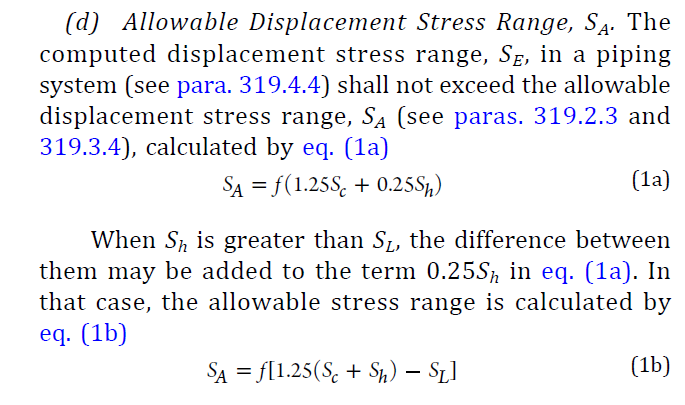 (d) Allowable Displacement Stress Range, S_A. The
computed displacement stress range, S_E, in a piping
system (see para. 319.4.4) shall not exceed the allowable
displacement stress range, S_A (see paras. 319.2.3 and
319.3.4), calculated by eq. (1a)
S_A = f(1.25S_c + 0.25S_h) (1a)
When S_h is greater than S_L, the difference between
them may be added to the term 0.25S_h in eq. (1a). In
that case, the allowable stress range is calculated by
eq. (1b)
S_A = f[1.25(S_c + S_h) − S_L] (1b)